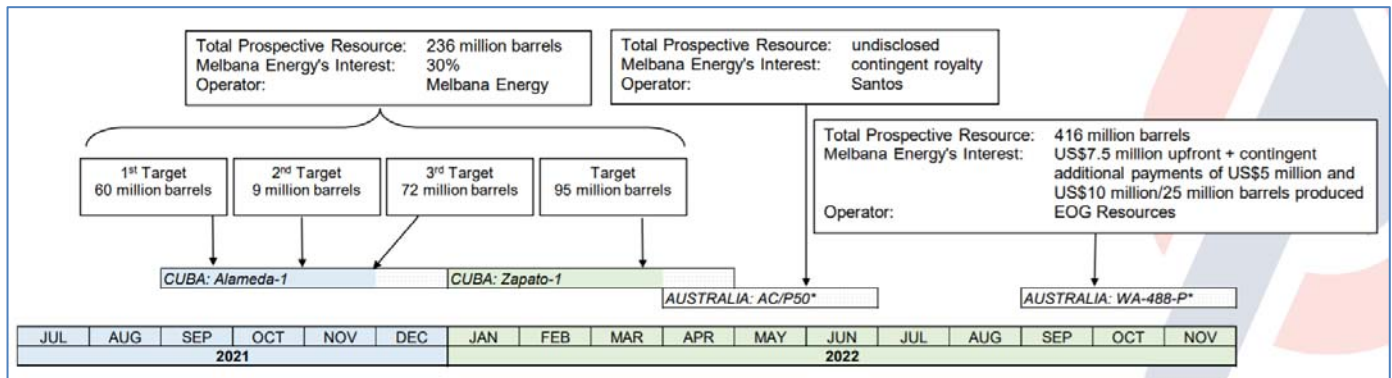 Total Prospective Resource: 236 million barrels
Melbana Energy's Interest: 30%
Operator: Melbana Energy
Total Prospective Resource: undisclosed
Melbana Energy's Interest: contingent royalty
Operator: Santos
Total Prospective Resource: 416 million barrels
Melbana Energy's Interest: US$7.5 million upfront + contingent
additional payments of US$5 million and
US$10 million/25 million barrels produced
Operator: EOG Resources
1st Target
60 million barrels
2nd Target
9 million barrels
3rd Target
72 million barrels
Target
95 million barrels
CUBA: Alameda-1
CUBA: Zapato-1
AUSTRALIA: AC/P50*
AUSTRALIA: WA-488-P*
JUL AUG SEP OCT NOV DEC JAN FEB MAR APR MAY JUN JUL AUG SEP OCT NOV
2021 2022